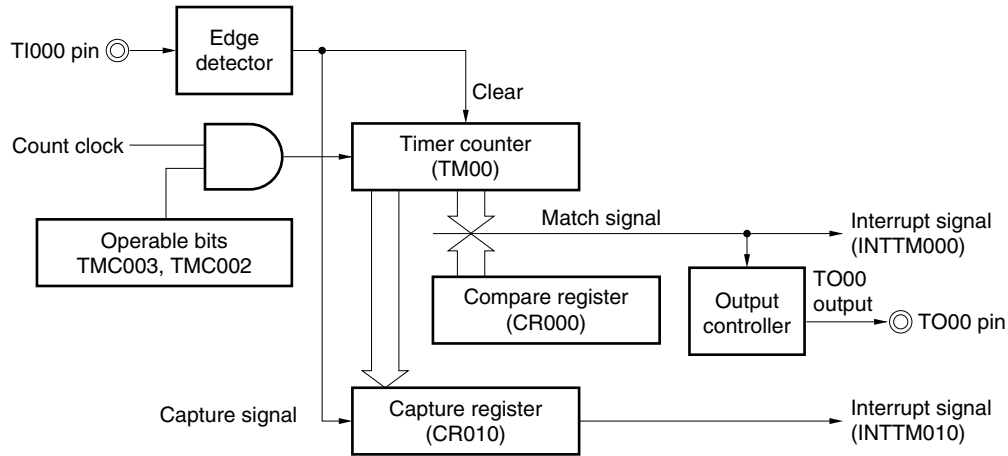 TI000 pin
Edge
detector
Clear
Count clock
Timer counter
(TM00)
Operable bits
TMC003, TMC002
Match signal
Interrupt signal
(INTTM000)
Compare register
(CR000)
Output
controller
TO00
output
TO00 pin
Capture signal
Capture register
(CR010)
Interrupt signal
(INTTM010)